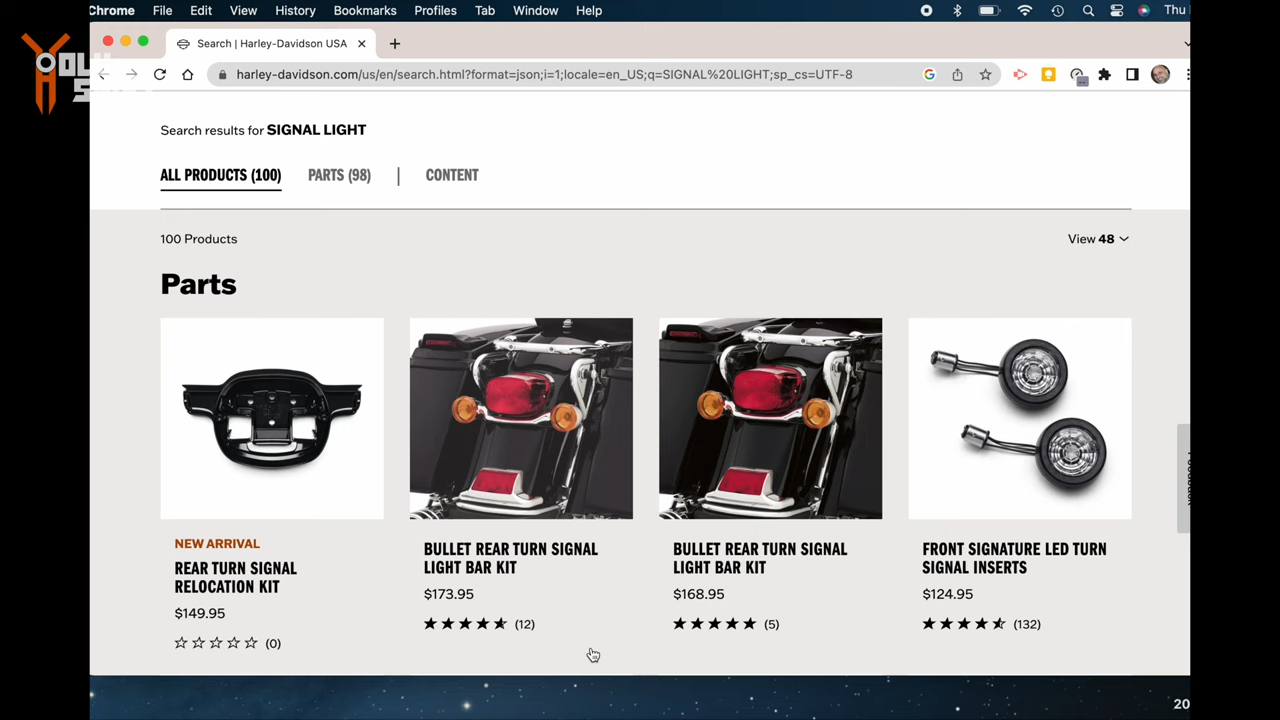 Chrome File Edit View History Bookmarks Profiles Tab Window Help Thu
Search | Harley-Davidson USA
harley-davidson.com/us/en/search.html?format=json;i=1;locale=en_US;q=SIGNAL%20LIGHT;sp_cs=UTF-8
Search results for SIGNAL LIGHT
ALL PRODUCTS (100) PARTS (98) | CONTENT
100 Products
View 48
Parts
NEW ARRIVAL
REAR TURN SIGNAL
RELOCATION KIT
$149.95
(0)
BULLET REAR TURN SIGNAL
LIGHT BAR KIT
$173.95
(12)
BULLET REAR TURN SIGNAL
LIGHT BAR KIT
$168.95
(5)
FRONT SIGNATURE LED TURN
SIGNAL INSERTS
$124.95
(132)
20